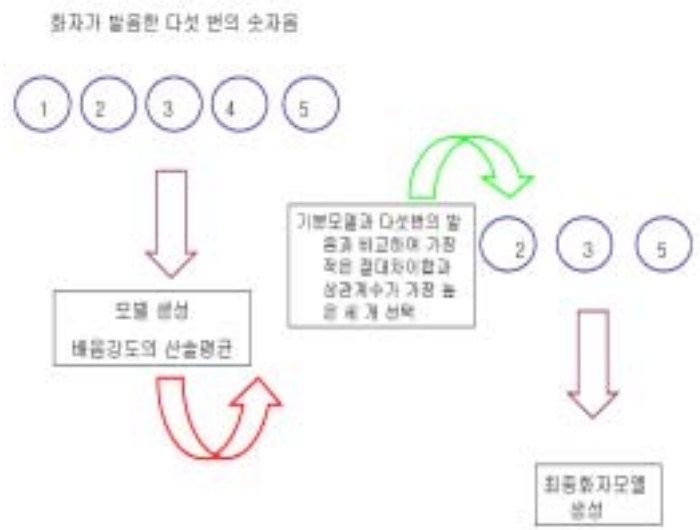 화자가 발음한 다섯 번의 숫자음
1 2 3 4 5
기본모델과 다섯번의 발
음과 비교하여 가장
적은 절대차이합과
상관계수가 가장 높
은 세 개 선택
2 3 5
모델 생성
배음강도의 산술평균
최종화자모델
생성